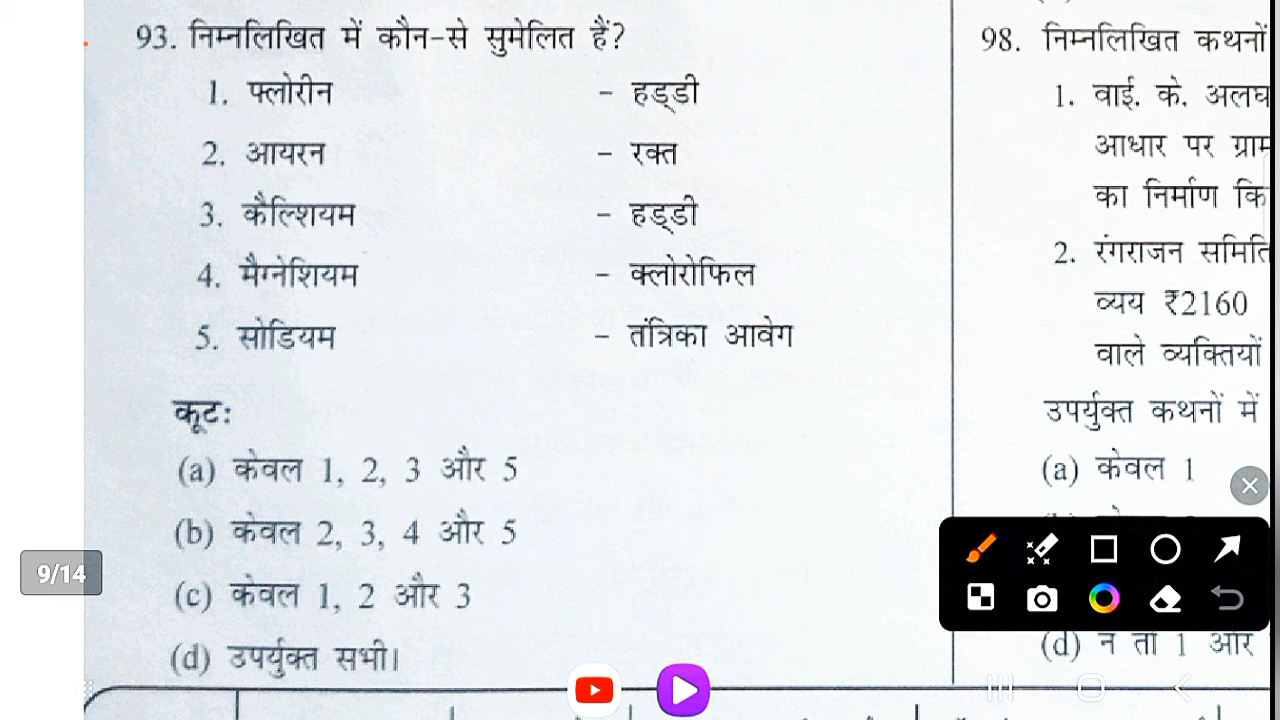 93. निम्नलिखित में कौन-से सुमेलित हैं?
1. फ्लोरीन - हड्डी
2. आयरन - रक्त
3. कैल्शियम - हड्डी
4. मैग्नेशियम - क्लोरोफिल
5. सोडियम - तंत्रिका आवेग
कूटः
(a) केवल 1, 2, 3 और 5
(b) केवल 2, 3, 4 और 5
(c) केवल 1, 2 और 3
(d) उपर्युक्त सभी।
9/14
98. निम्नलिखित कथनों
1. वाई. के. अलघ
आधार पर ग्राम
का निर्माण कि
2. रंगराजन समिति
व्यय ₹2160
वाले व्यक्तियों
उपर्युक्त कथनों में
(a) केवल 1
(d) न तो 1 और